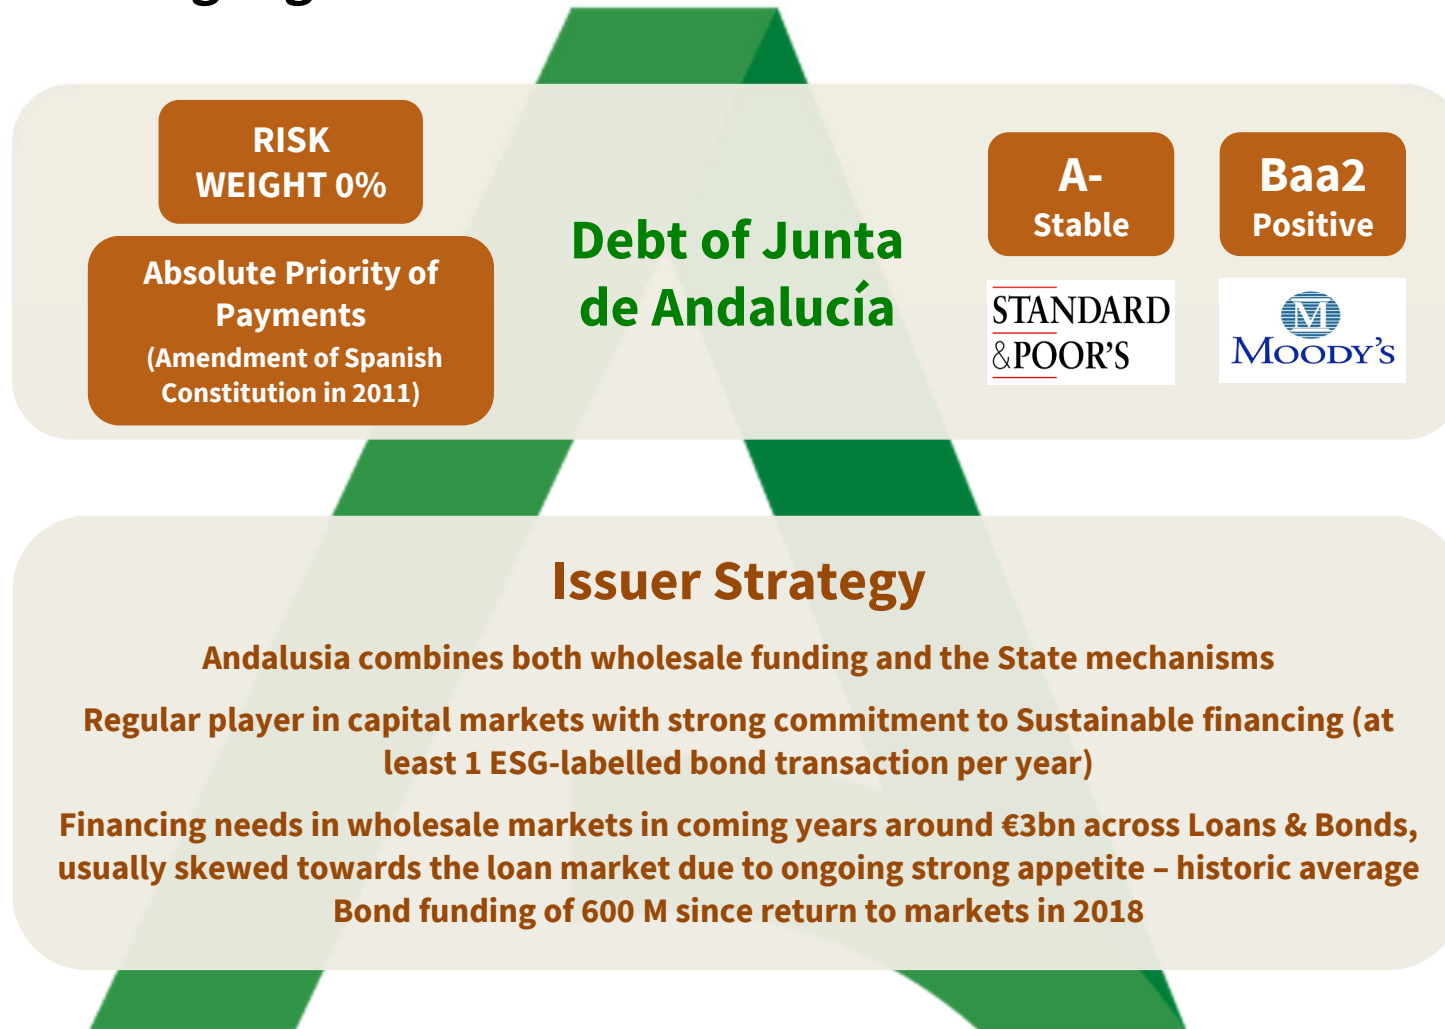 RISK
WEIGHT 0%
Absolute Priority of
Payments
(Amendment of Spanish
Constitution in 2011)
Debt of Junta
de Andalucía
A-
Stable
STANDARD
&POOR'S
Baa2
Positive
M
MOODY'S
Issuer Strategy
Andalusia combines both wholesale funding and the State mechanisms
Regular player in capital markets with strong commitment to Sustainable financing (at
least 1 ESG-labelled bond transaction per year)
Financing needs in wholesale markets in coming years around €3bn across Loans & Bonds,
usually skewed towards the loan market due to ongoing strong appetite – historic average
Bond funding of 600 M since return to markets in 2018